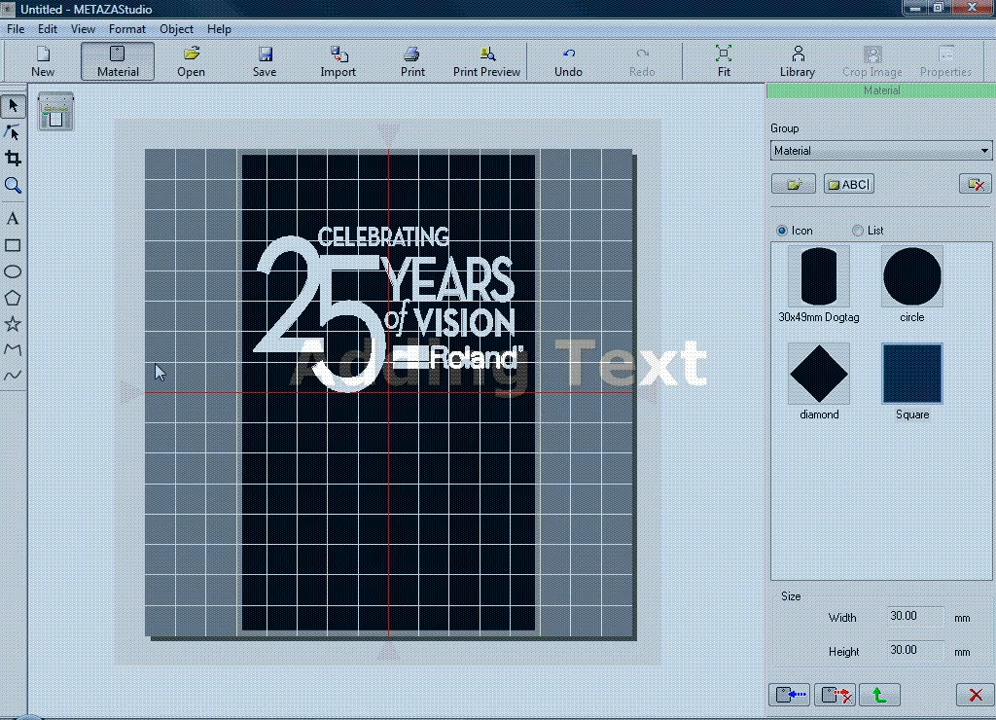 Untitled - METAZAStudio
File Edit View Format Object Help
New Material Open Save Import Print Print Preview Undo Redo Fit Library Crop Image Properties
Material
Group
Material
ABC
Icon List
30x49mm Dogtag circle
diamond Square
CELEBRATING
25 YEARS
of VISION
Roland
Adding Text
A
Size
Width 30.00 mm
Height 30.00 mm